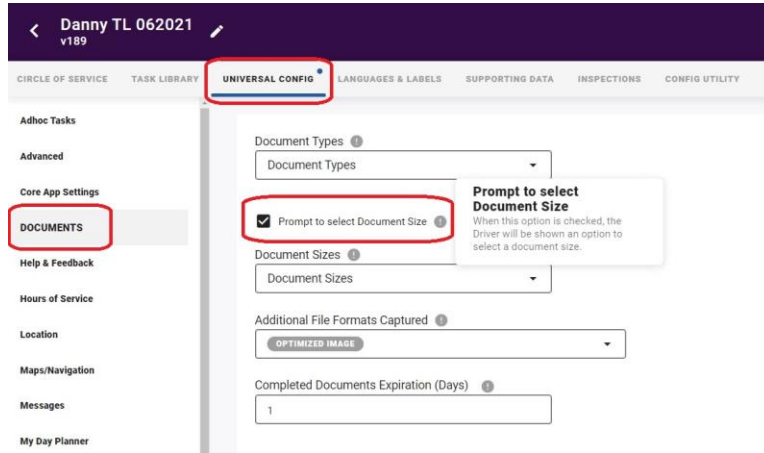 Danny TL 062021
v189
CIRCLE OF SERVICE TASK LIBRARY UNIVERSAL CONFIG LANGUAGES & LABELS SUPPORTING DATA INSPECTIONS CONFIG UTILITY
Adhoc Tasks
Advanced
Core App Settings
DOCUMENTS
Help & Feedback
Hours of Service
Location
Maps/Navigation
Messages
My Day Planner
Document Types
Document Types
Prompt to select Document Size
Prompt to select
Document Size
When this option is checked, the
Driver will be shown an option to
select a document size.
Document Sizes
Document Sizes
Additional File Formats Captured
OPTIMIZED IMAGE
Completed Documents Expiration (Days)
1